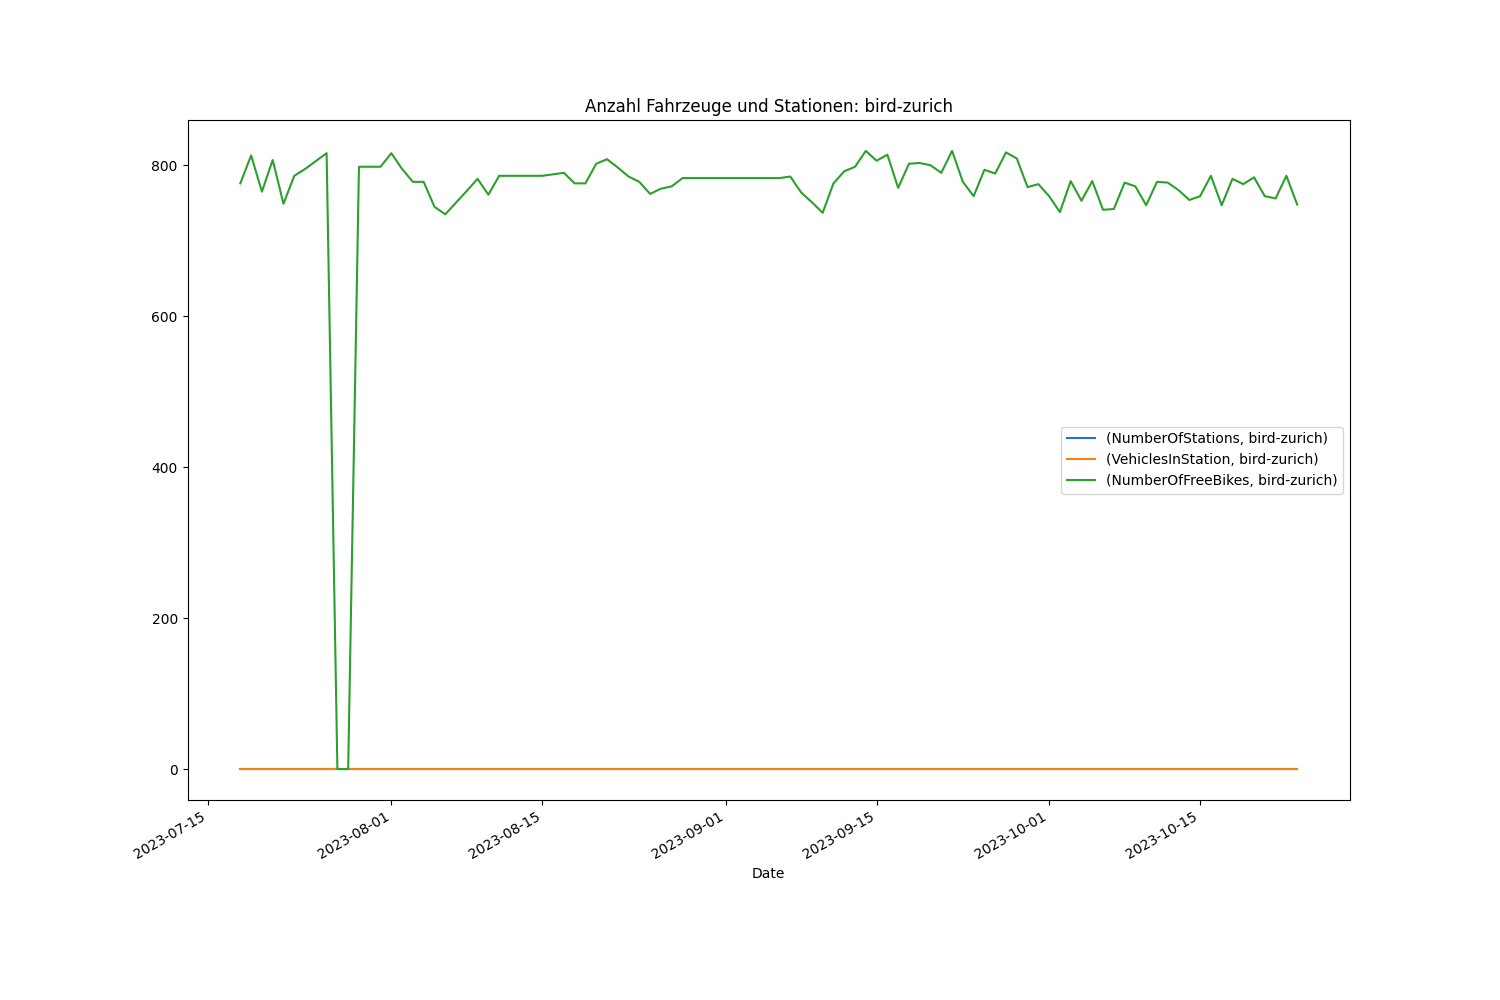 Anzahl Fahrzeuge und Stationen: bird-zurich
800
600
400
200
0
(NumberOfStations, bird-zurich)
(VehiclesInStation, bird-zurich)
(NumberOfFreeBikes, bird-zurich)
2023-07-15
2023-08-01
2023-08-15
2023-09-01
2023-09-15
2023-10-01
2023-10-15
Date